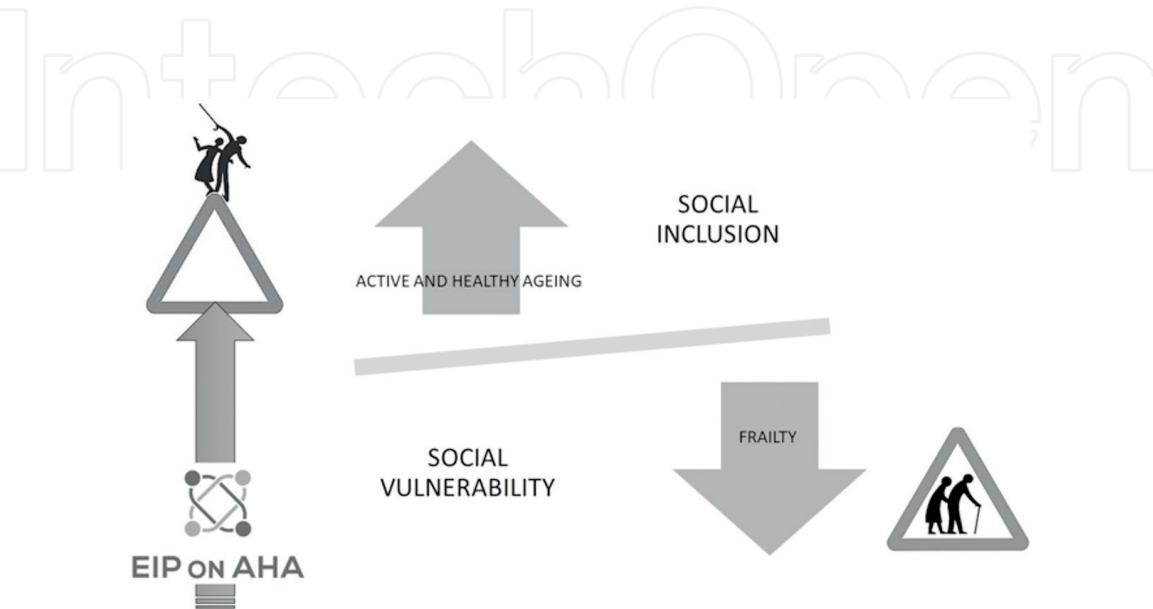 IntechOpen
SOCIAL
INCLUSION
ACTIVE AND HEALTHY AGEING
FRAILTY
SOCIAL
VULNERABILITY
EIP ON AHA